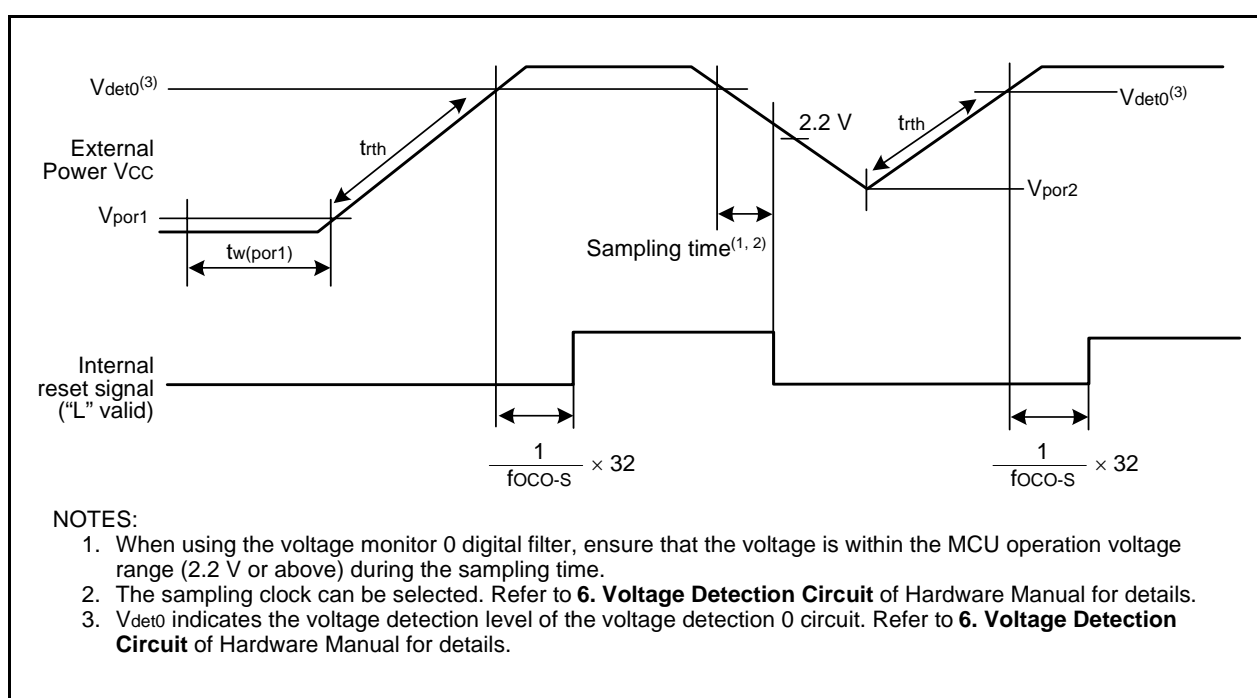 Vdet0(3)
2.2 V
Vdet0(3)
trth
trth
External
Power VCC
Vpor1
Vpor2
tw(por1)
Sampling time(1, 2)
Internal
reset signal
(“L” valid)
1
fOCO-S
× 32
1
fOCO-S
× 32
NOTES:
1. When using the voltage monitor 0 digital filter, ensure that the voltage is within the MCU operation voltage
range (2.2 V or above) during the sampling time.
2. The sampling clock can be selected. Refer to 6. Voltage Detection Circuit of Hardware Manual for details.
3. Vdet0 indicates the voltage detection level of the voltage detection 0 circuit. Refer to 6. Voltage Detection
Circuit of Hardware Manual for details.